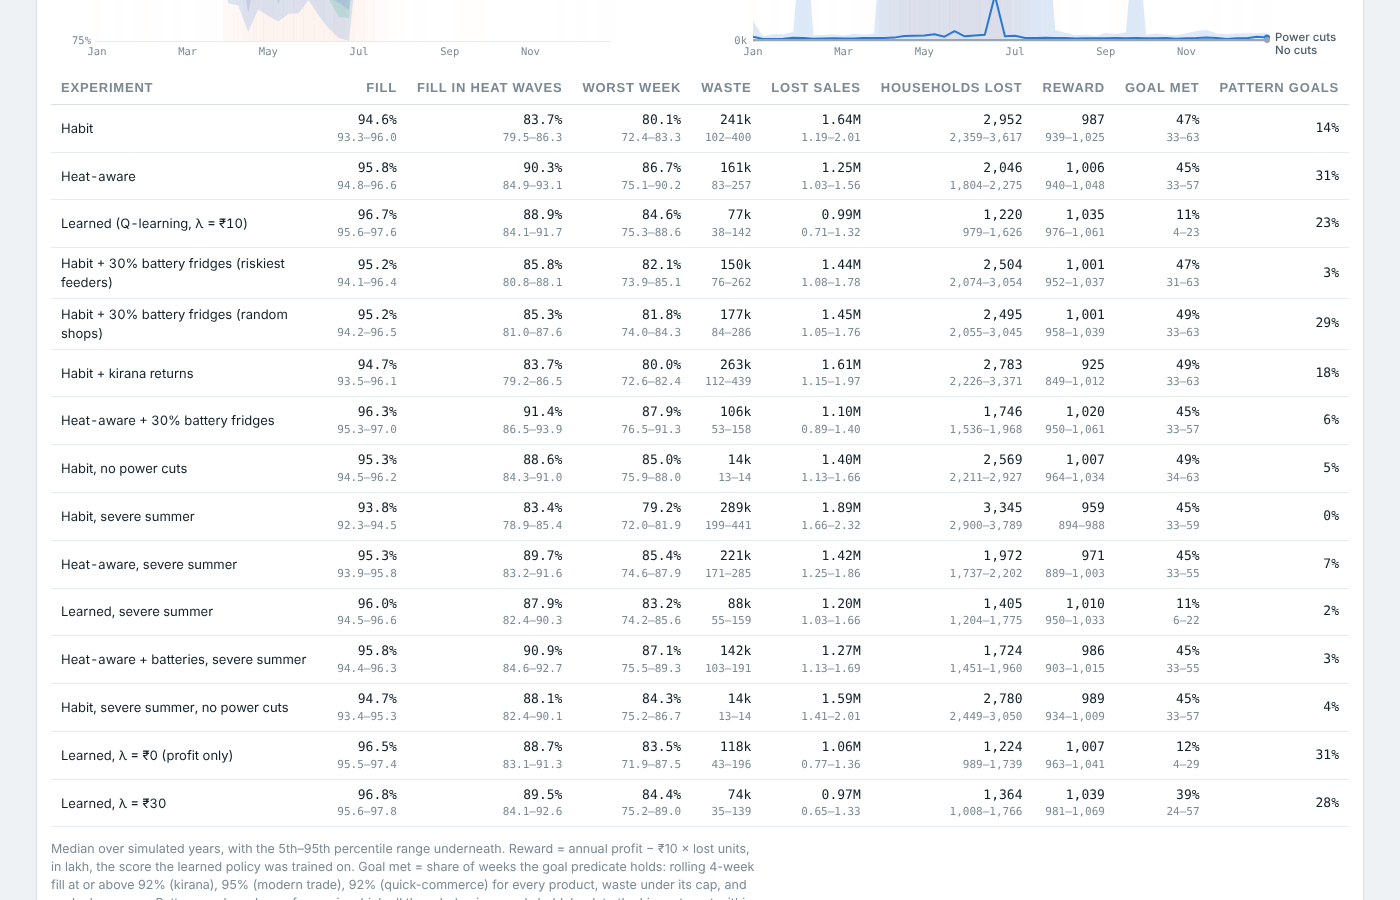 75%
Jan Mar May Jul Sep Nov
0k
Jan Mar May Jul Sep Nov
Power cuts
No cuts
EXPERIMENT FILL FILL IN HEAT WAVES WORST WEEK WASTE LOST SALES HOUSEHOLDS LOST REWARD GOAL MET PATTERN GOALS
Habit 94.6% 83.7% 80.1% 241k 1.64M 2,952 987 47% 14%
93.3–96.0 79.5–86.3 72.4–83.3 102–400 1.19–2.01 2,359–3,617 939–1,025 33–63
Heat-aware 95.8% 90.3% 86.7% 161k 1.25M 2,046 1,006 45% 31%
94.8–96.6 84.9–93.1 75.1–90.2 83–257 1.03–1.56 1,804–2,275 940–1,048 33–57
Learned (Q-learning, λ = ₹10) 96.7% 88.9% 84.6% 77k 0.99M 1,220 1,035 11% 23%
95.6–97.6 84.1–91.7 75.3–88.6 38–142 0.71–1.32 979–1,626 976–1,061 4–23
Habit + 30% battery fridges (riskiest
feeders) 95.2% 85.8% 82.1% 150k 1.44M 2,504 1,001 47% 3%
94.1–96.4 80.8–88.1 73.9–85.1 76–262 1.08–1.78 2,074–3,054 952–1,037 31–63
Habit + 30% battery fridges (random
shops) 95.2% 85.3% 81.8% 177k 1.45M 2,495 1,001 49% 29%
94.2–96.5 81.0–87.6 74.0–84.3 84–286 1.05–1.76 2,055–3,045 958–1,039 33–63
Habit + kirana returns 94.7% 83.7% 80.0% 263k 1.61M 2,783 925 49% 18%
93.5–96.1 79.2–86.5 72.6–82.4 112–439 1.15–1.97 2,226–3,371 849–1,012 33–63
Heat-aware + 30% battery fridges 96.3% 91.4% 87.9% 106k 1.10M 1,746 1,020 45% 6%
95.3–97.0 86.5–93.9 76.5–91.3 53–158 0.89–1.40 1,536–1,968 950–1,061 33–57
Habit, no power cuts 95.3% 88.6% 85.0% 14k 1.40M 2,569 1,007 49% 5%
94.5–96.2 84.3–91.0 75.9–88.0 13–14 1.13–1.66 2,211–2,927 964–1,034 34–63
Habit, severe summer 93.8% 83.4% 79.2% 289k 1.89M 3,345 959 45% 0%
92.3–94.5 78.9–85.4 72.0–81.9 199–441 1.66–2.32 2,900–3,789 894–988 33–59
Heat-aware, severe summer 95.3% 89.7% 85.4% 221k 1.42M 1,972 971 45% 7%
93.9–95.8 83.2–91.6 74.6–87.9 171–285 1.25–1.86 1,737–2,202 889–1,003 33–55
Learned, severe summer 96.0% 87.9% 83.2% 88k 1.20M 1,405 1,010 11% 2%
94.5–96.6 82.4–90.3 74.2–85.6 55–159 1.03–1.66 1,204–1,775 950–1,033 6–22
Heat-aware + batteries, severe summer 95.8% 90.9% 87.1% 142k 1.27M 1,724 986 45% 3%
94.4–96.3 84.6–92.7 75.5–89.3 103–191 1.13–1.69 1,451–1,960 903–1,015 33–55
Habit, severe summer, no power cuts 94.7% 88.1% 84.3% 14k 1.59M 2,780 989 45% 4%
93.4–95.3 82.4–90.1 75.2–86.7 13–14 1.41–2.01 2,449–3,050 934–1,009 33–57
Learned, λ = ₹0 (profit only) 96.5% 88.7% 83.5% 118k 1.06M 1,224 1,007 12% 31%
95.5–97.4 83.1–91.3 71.9–87.5 43–196 0.77–1.36 989–1,739 963–1,041 4–29
Learned, λ = ₹30 96.8% 89.5% 84.4% 74k 0.97M 1,364 1,039 39% 28%
95.6–97.8 84.1–92.6 75.2–89.0 35–139 0.65–1.33 1,008–1,766 981–1,069 24–57
Median over simulated years, with the 5th–95th percentile range underneath. Reward = annual profit − ₹10 × lost units,
in lakh, the score the learned policy was trained on. Goal met = share of weeks the goal predicate holds: rolling 4-week
fill at or above 92% (kirana), 95% (modern trade), 92% (quick-commerce) for every product, waste under its cap, and